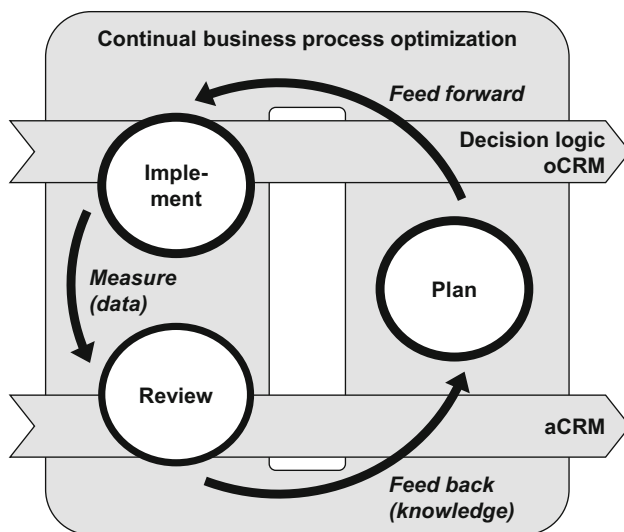 Continual business process optimization
Feed forward
Decision logic
oCRM
Imple-
ment
Measure
(data)
Plan
Review
aCRM
Feed back
(knowledge)